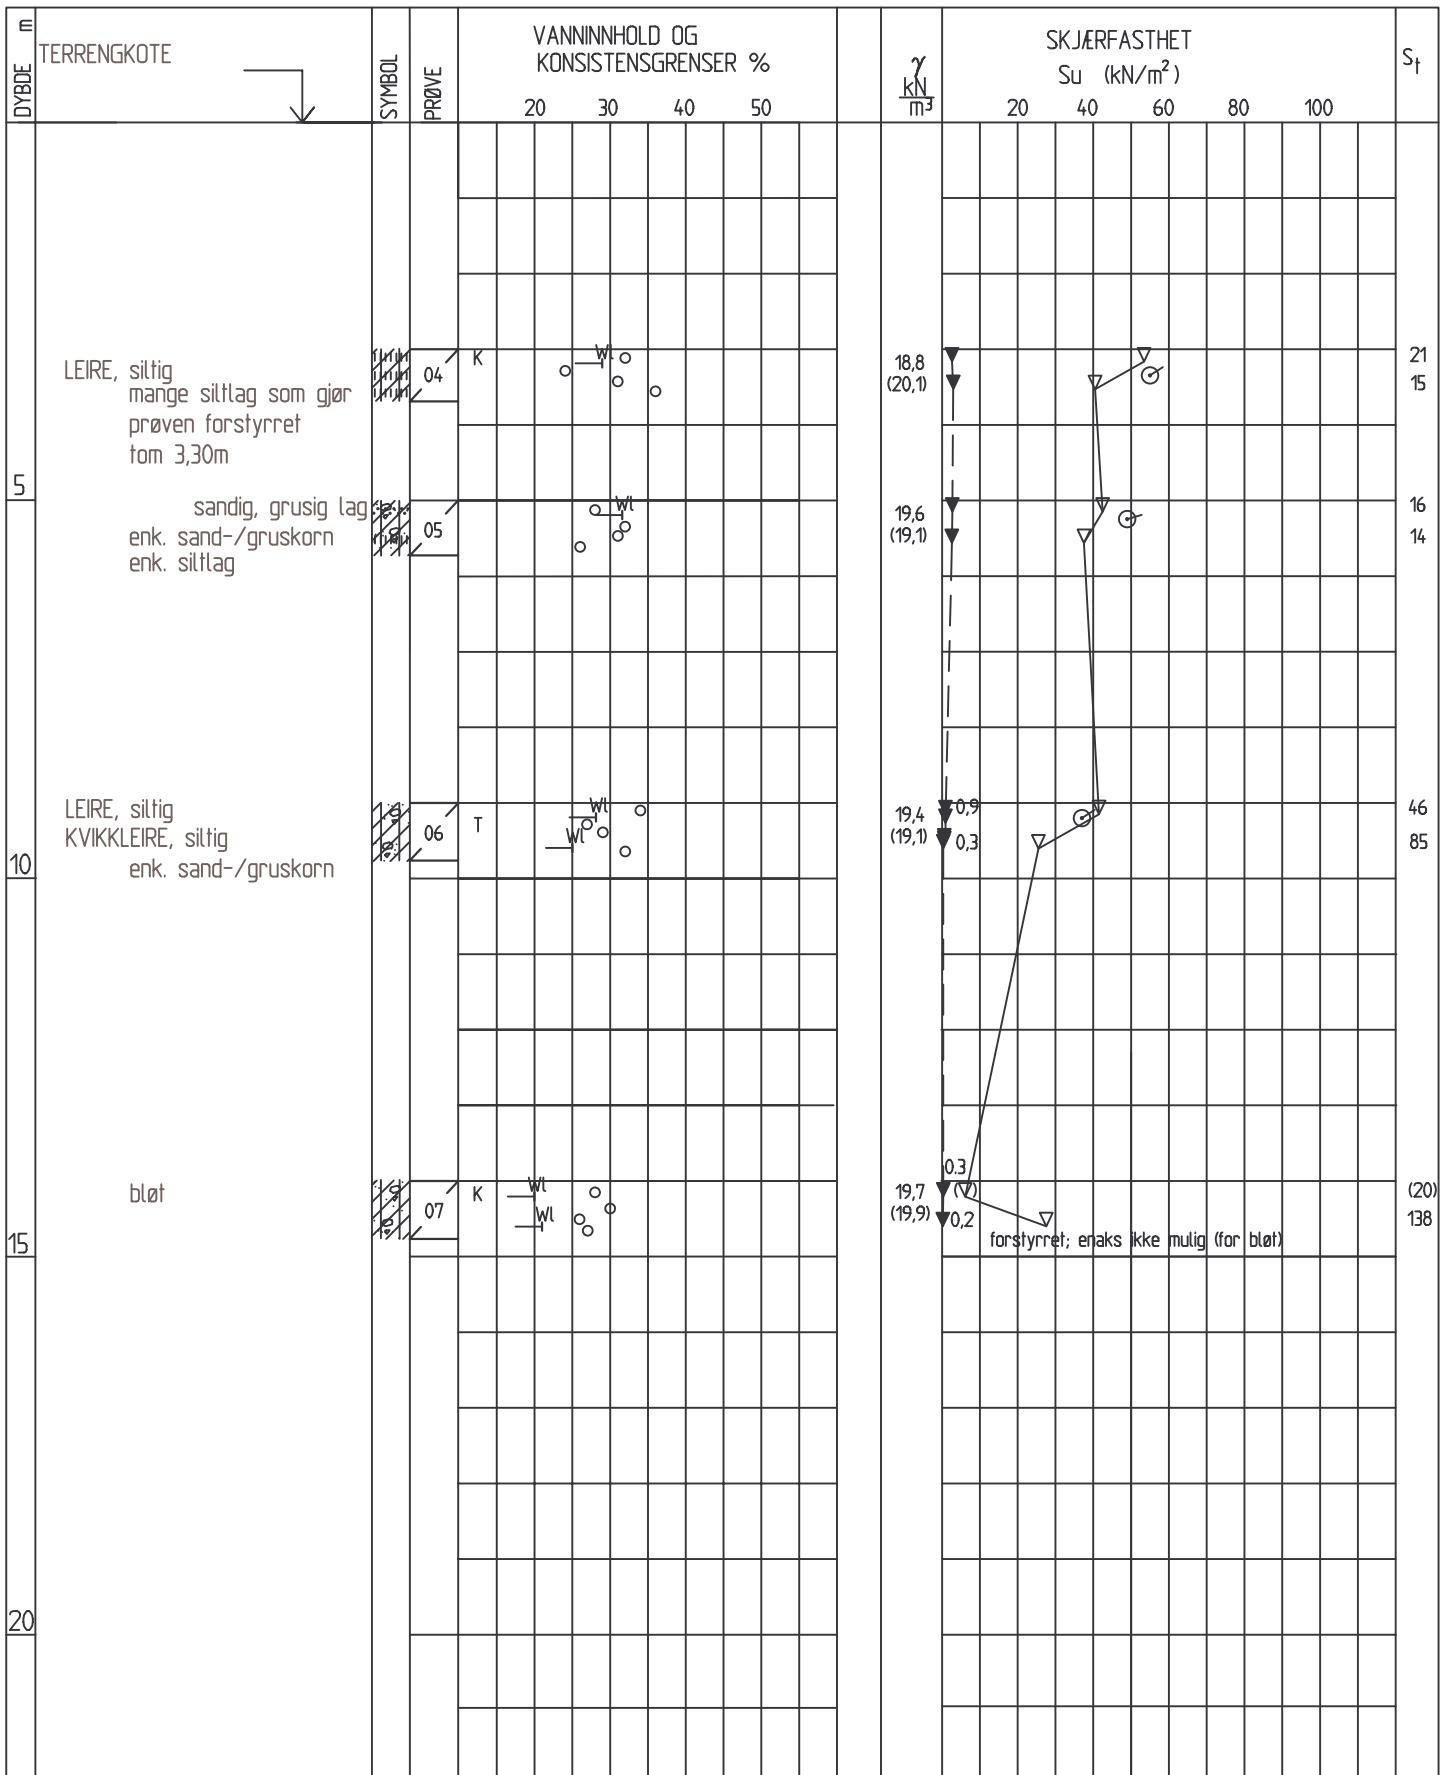 DYBDE m
TERRENGKOTE
SYMBOL
PRØVE
VANNINNHOLD OG
KONSISTENSGRENSER %
20 30 40 50
γ
kN
m³
SKJÆRFASTHET
Su (kN/m²)
20 40 60 80 100
St
LEIRE, siltig
mange siltlag som gjør
prøven forstyrret
tom 3,30m
04
K
Wl
18,8
(20,1)
21
15
5
sandig, grusig lag
enk. sand-/gruskorn
enk. siltlag
05
Wl
19,6
(19,1)
16
14
LEIRE, siltig
KVIKKLEIRE, siltig
enk. sand-/gruskorn
06
T
Wl
Wl
19,4
(19,1)
0,9
0,3
46
85
10
bløt
07
K
Wl
Wl
19,7
(19,9)
0.3
0,2
(20)
138
forstyrret; enaks ikke mulig (for bløt)
15
20